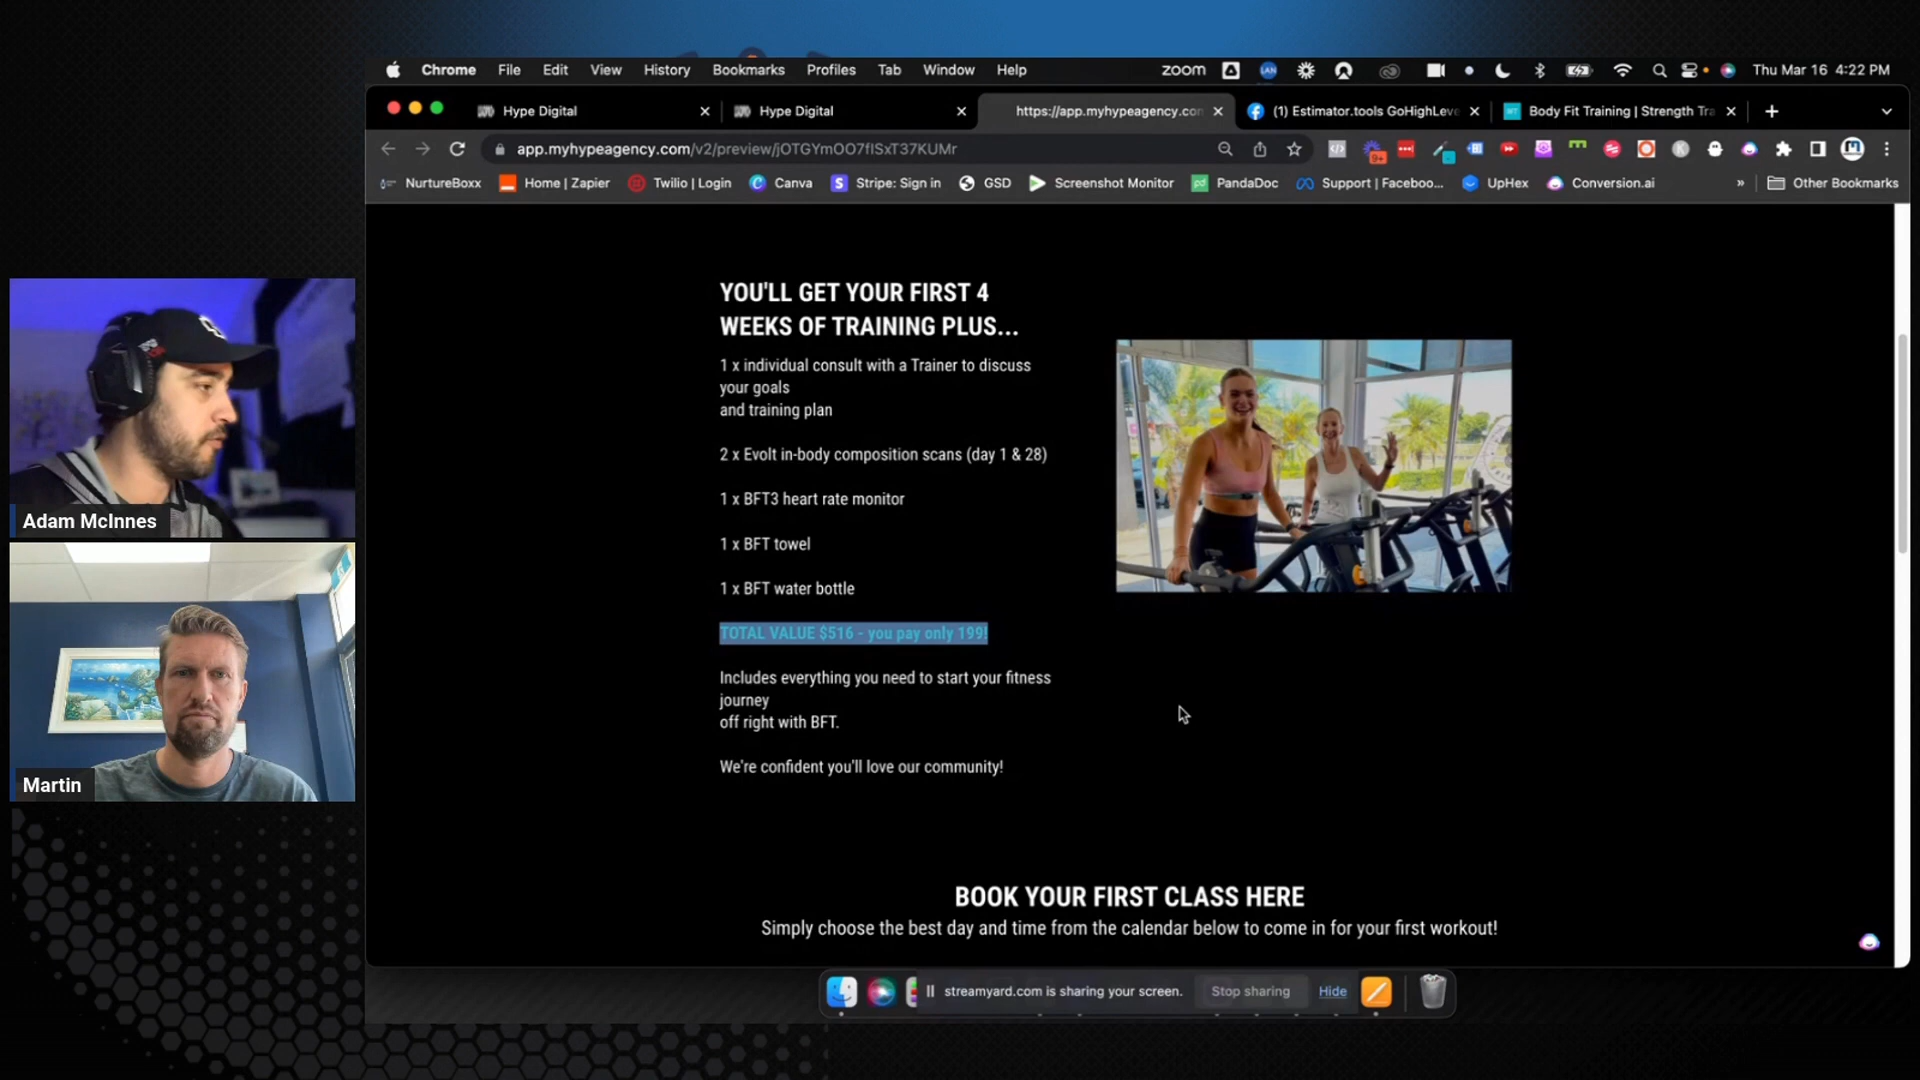 Chrome File Edit View History Bookmarks Profiles Tab Window Help
zoom LAN Thu Mar 16 4:22 PM
Hype Digital
Hype Digital
https://app.myhypeagency.con
(1) Estimator.tools GoHighLeve
Body Fit Training | Strength Tra
app.myhypeagency.com/v2/preview/jOTGYmOO7fISxT37KUMr
9+
NurtureBoxx
Home | Zapier
Twilio | Login
Canva
Stripe: Sign in
GSD
Screenshot Monitor
PandaDoc
Support | Faceboo...
UpHex
Conversion.ai
»
Other Bookmarks
YOU'LL GET YOUR FIRST 4
WEEKS OF TRAINING PLUS...
1 x individual consult with a Trainer to discuss
your goals
and training plan
2 x Evolt in-body composition scans (day 1 & 28)
1 x BFT3 heart rate monitor
1 x BFT towel
1 x BFT water bottle
TOTAL VALUE $516 - you pay only 199!
Includes everything you need to start your fitness
journey
off right with BFT.
We're confident you'll love our community!
BOOK YOUR FIRST CLASS HERE
Simply choose the best day and time from the calendar below to come in for your first workout!
Adam McInnes
Martin
streamyard.com is sharing your screen.
Stop sharing
Hide